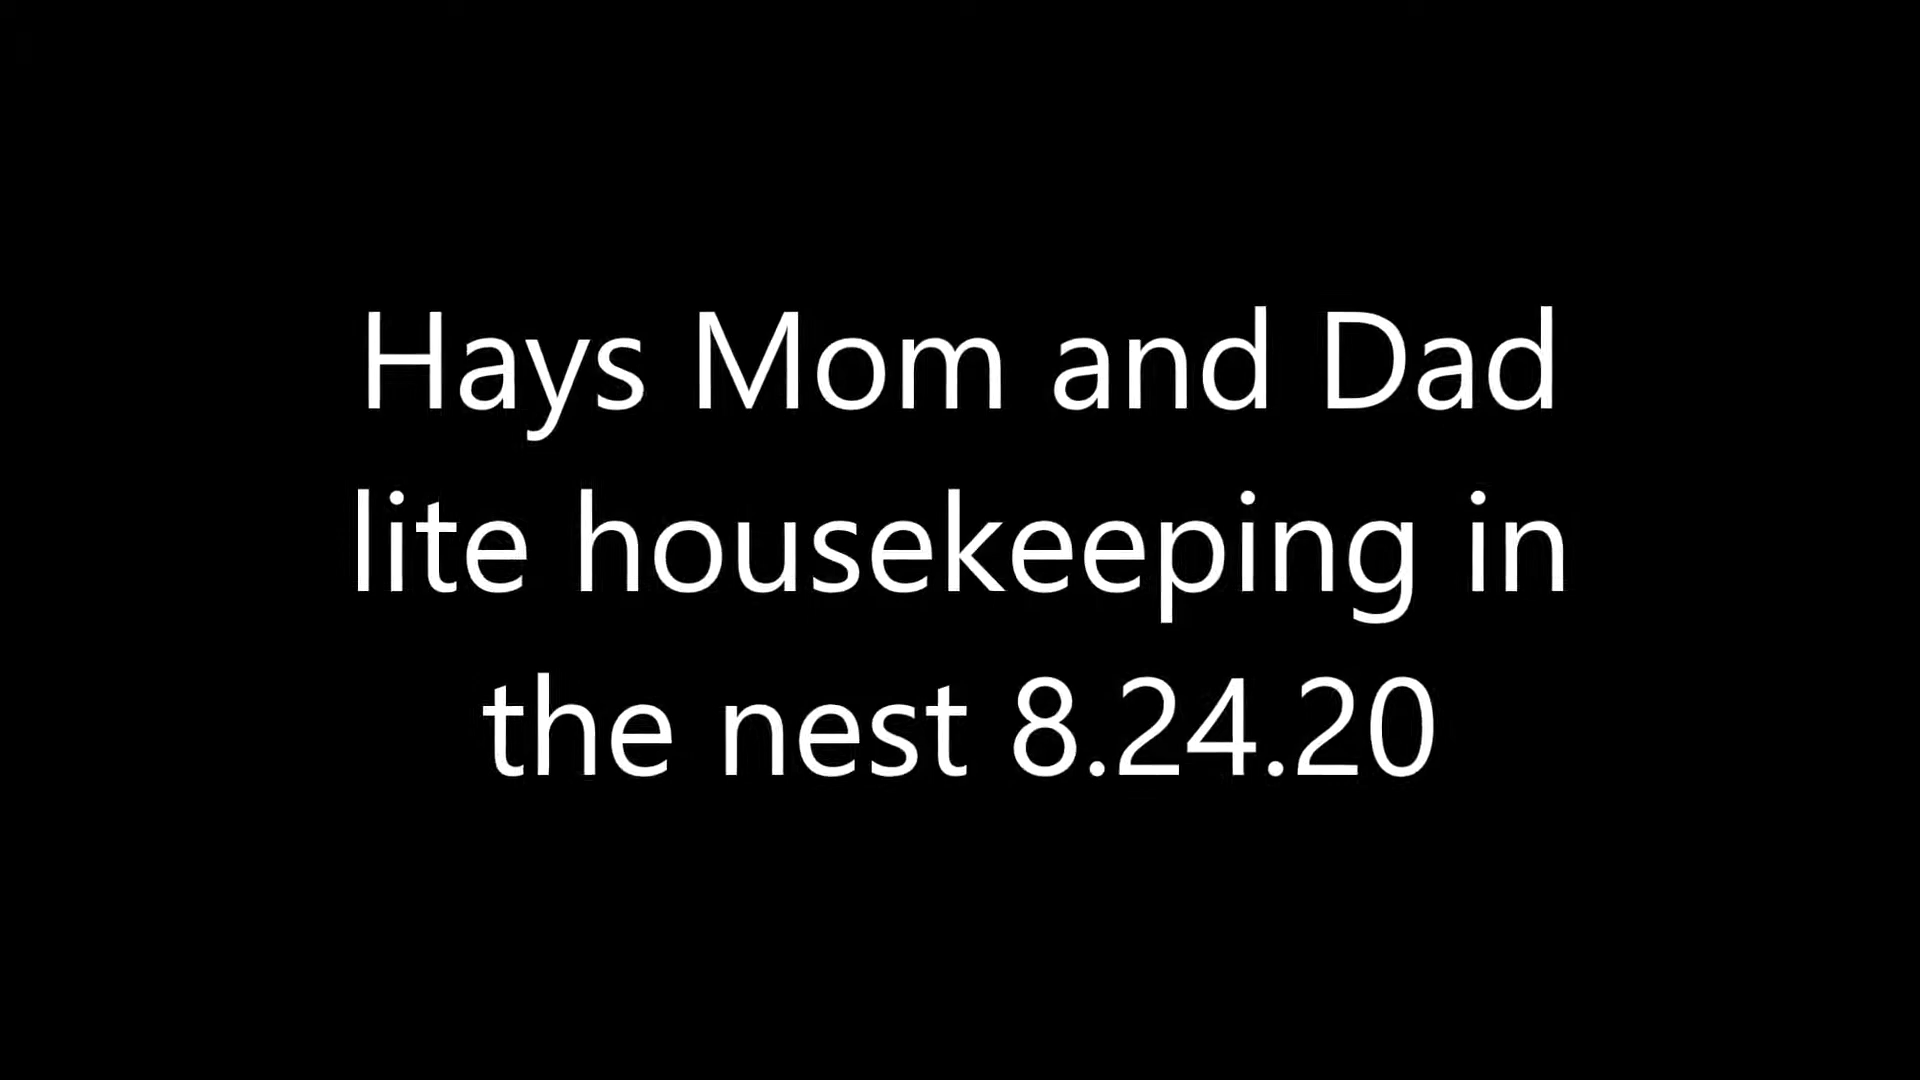 Hays Mom and Dad
lite housekeeping in
the nest 8.24.20